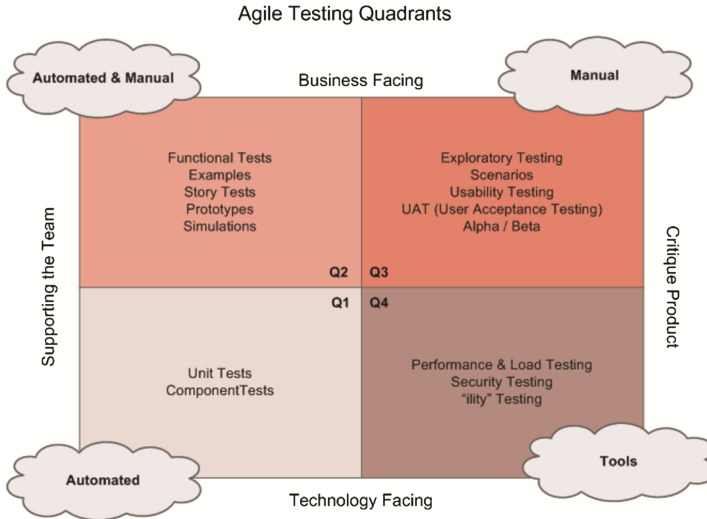 Agile Testing Quadrants
Automated & Manual
Business Facing
Manual
Functional Tests
Examples
Story Tests
Prototypes
Simulations
Exploratory Testing
Scenarios
Usability Testing
UAT (User Acceptance Testing)
Alpha / Beta
Supporting the Team
Critique Product
Q2
Q3
Q1
Q4
Unit Tests
ComponentTests
Performance & Load Testing
Security Testing
“ility” Testing
Automated
Tools
Technology Facing